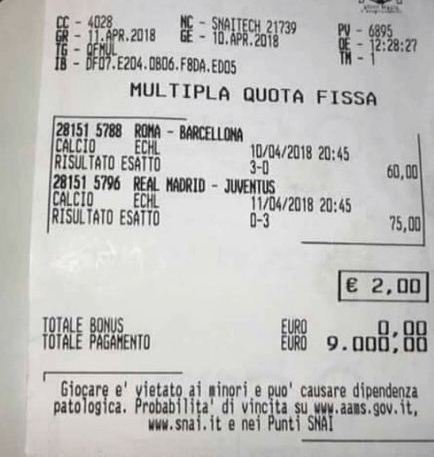 CC - 4028 NC - SNAITECH 21739 PV - 6895
GR - 11.APR.2018 GE - 10.APR.2018 OE - 12:28:27
TG - QFMUL TM - 1
IB - DF07.E204.0B06.F8DA.ED05
MULTIPLA QUOTA FISSA
28151 5788 ROMA - BARCELLONA
CALCIO ECHL 10/04/2018 20:45
RISULTATO ESATTO 3-0 60,00
28151 5796 REAL MADRID - JUVENTUS
CALCIO ECHL 11/04/2018 20:45
RISULTATO ESATTO 0-3 75,00
€ 2,00
TOTALE BONUS EURO 0,00
TOTALE PAGAMENTO EURO 9.000,00
Giocare e' vietato ai minori e puo' causare dipendenza
patologica. Probabilita' di vincita su www.aams.gov.it,
www.snai.it e nei Punti SNAI